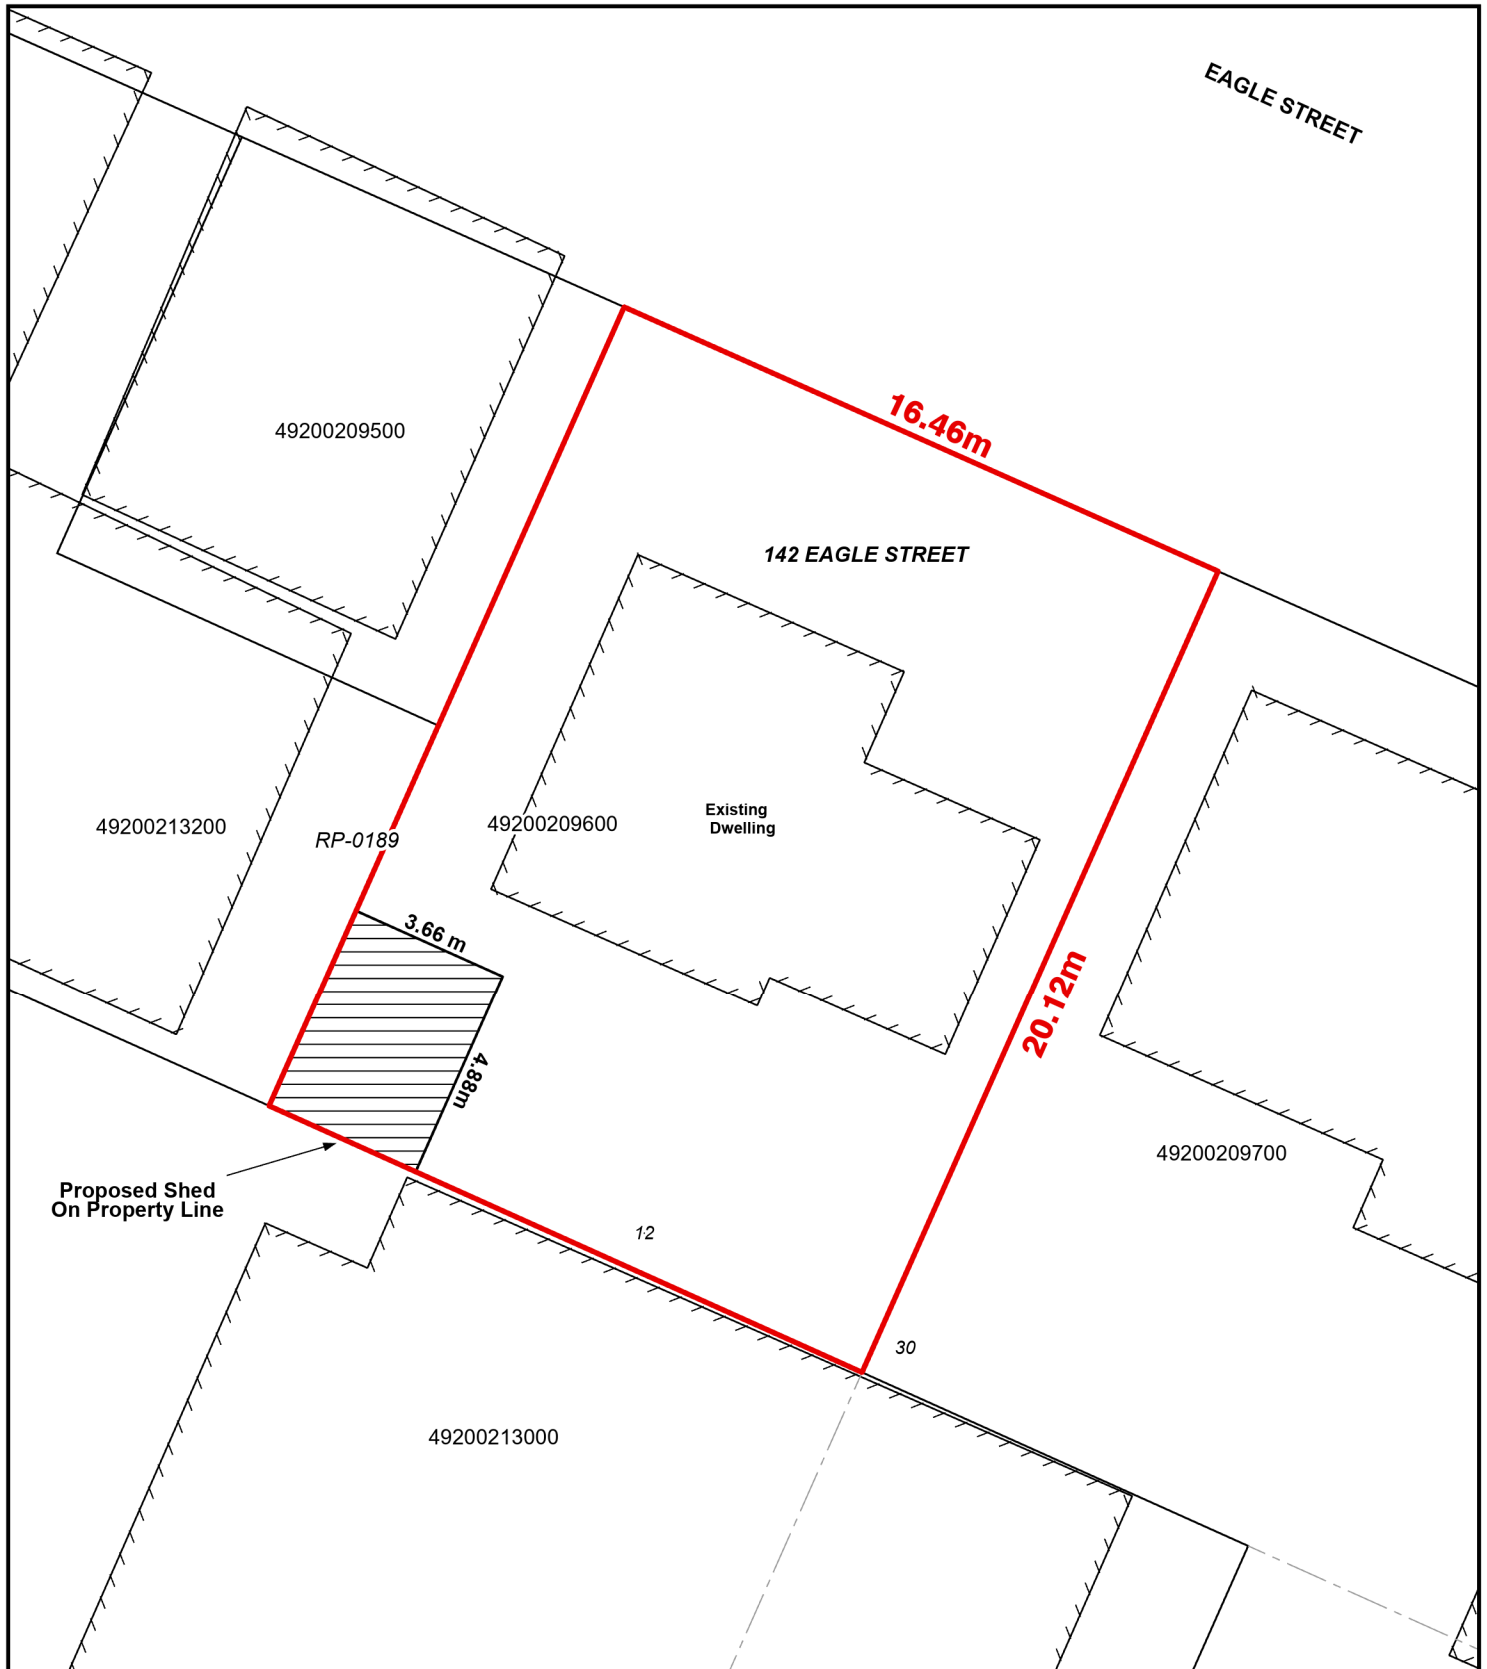 EAGLE STREET
16.46m
49200209500
142 EAGLE STREET
Existing
Dwelling
49200209600
49200213200
RP-0189
3.66 m
20.12m
4.88m
49200209700
Proposed Shed
On Property Line
12
30
49200213000